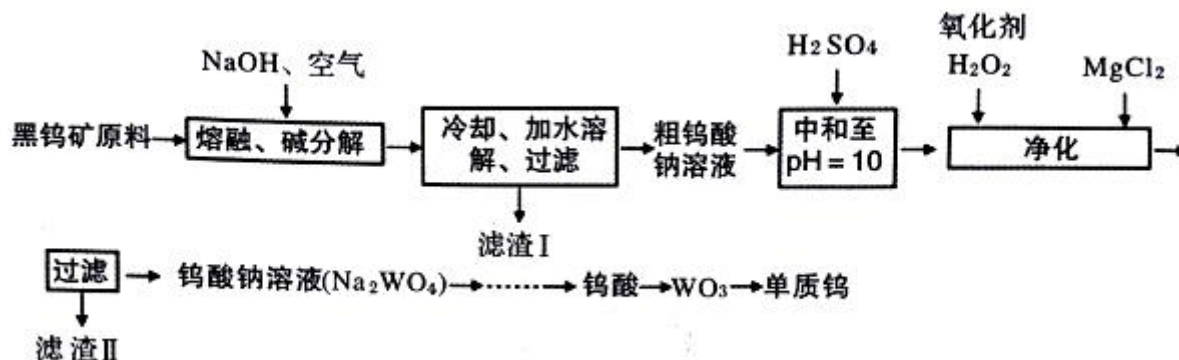 NaOH、空气
H2SO4
氧化剂
H2O2
MgCl2
黑钨矿原料
熔融、碱分解
冷却、加水溶
解、过滤
粗钨酸
钠溶液
中和至
pH=10
净化
滤渣Ⅰ
过滤
钨酸钠溶液(Na2WO4)
······
钨酸
WO3
单质钨
滤渣Ⅱ